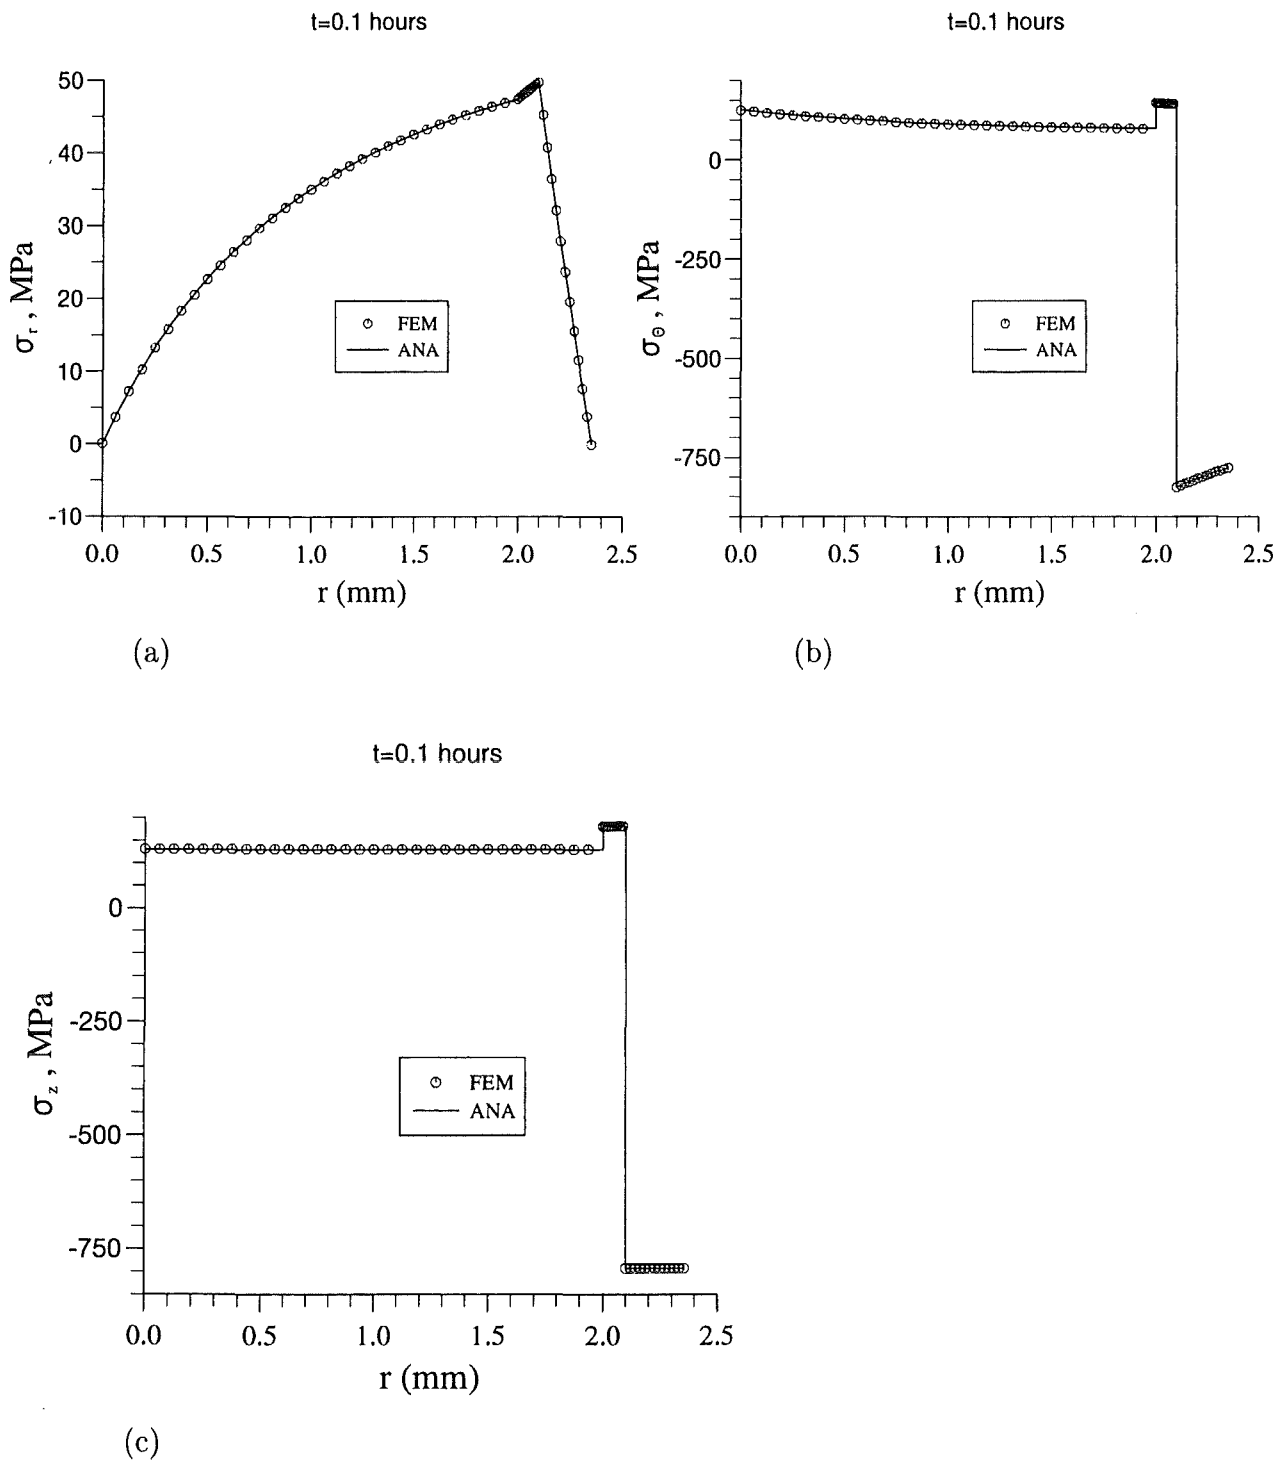 t=0.1 hours
50
40
30
20
10
0
-10
σr , MPa
FEM
ANA
0.0 0.5 1.0 1.5 2.0 2.5
r (mm)
(a)
t=0.1 hours
0
-250
-500
-750
σΘ , MPa
FEM
ANA
0.0 0.5 1.0 1.5 2.0 2.5
r (mm)
(b)
t=0.1 hours
0
-250
-500
-750
σz , MPa
FEM
ANA
0.0 0.5 1.0 1.5 2.0 2.5
r (mm)
(c)